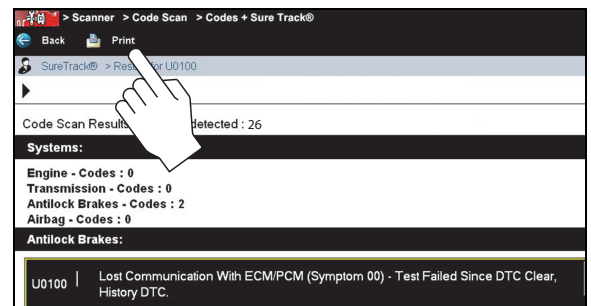 > Scanner > Code Scan > Codes + Sure Track®
Back Print
SureTrack® > Res or U0100
Code Scan Results detected : 26
Systems:
Engine - Codes : 0
Transmission - Codes : 0
Antilock Brakes - Codes : 2
Airbag - Codes : 0
Antilock Brakes:
U0100 Lost Communication With ECM/PCM (Symptom 00) - Test Failed Since DTC Clear,
History DTC.